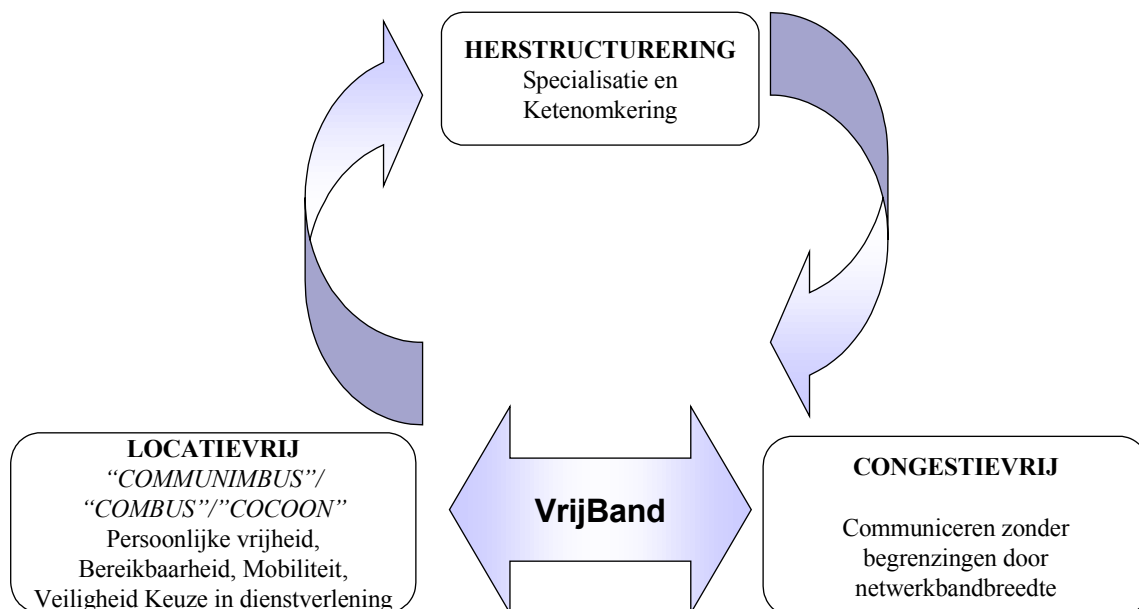 HERSTRUCTURERING
Specialisatie en
Ketenomkering
LOCATIEVRIJ
“COMMUNIMBUS”/
“COMBUS”/”COCOON”
Persoonlijke vrijheid,
Bereikbaarheid, Mobiliteit,
Veiligheid Keuze in dienstverlening
VrijBand
CONGESTIEVRIJ
Communiceren zonder
begrenzingen door
netwerkbandbreedte